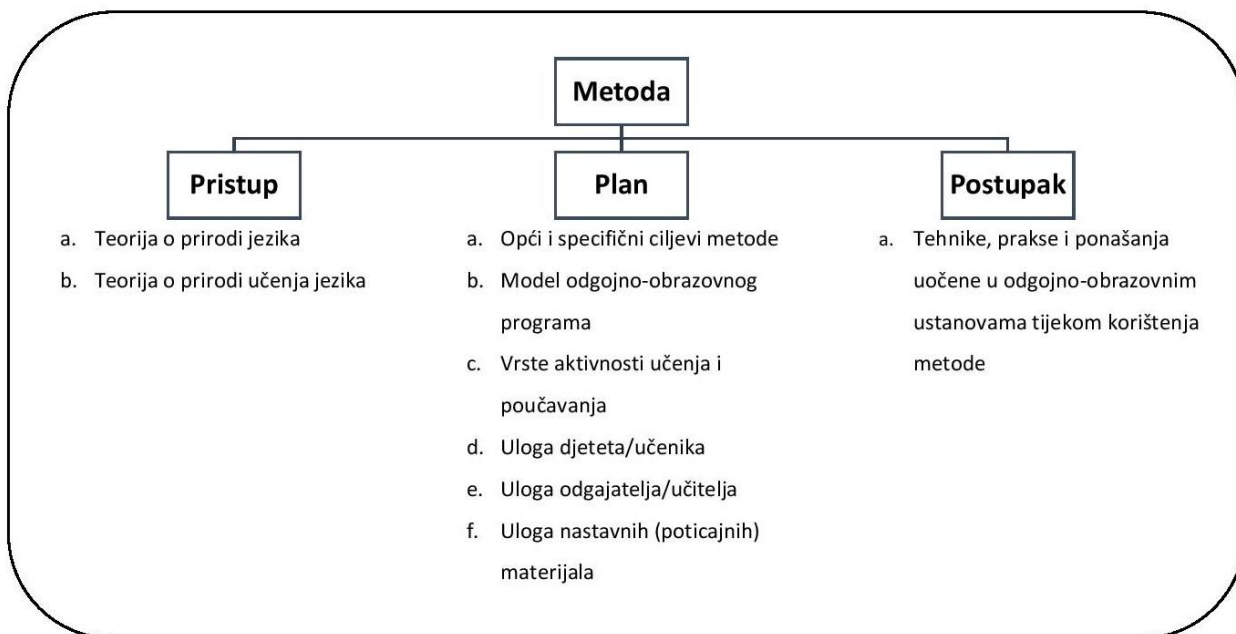 Metoda
Pristup
a. Teorija o prirodi jezika
b. Teorija o prirodi učenja jezika
Plan
a. Opći i specifični ciljevi metode
b. Model odgojno-obrazovnog
programa
c. Vrste aktivnosti učenja i
poučavanja
d. Uloga djeteta/učenika
e. Uloga odgajatelja/učitelja
f. Uloga nastavnih (poticajnih)
materijala
Postupak
a. Tehnike, prakse i ponašanja
uočene u odgojno-obrazovnim
ustanovama tijekom korištenja
metode